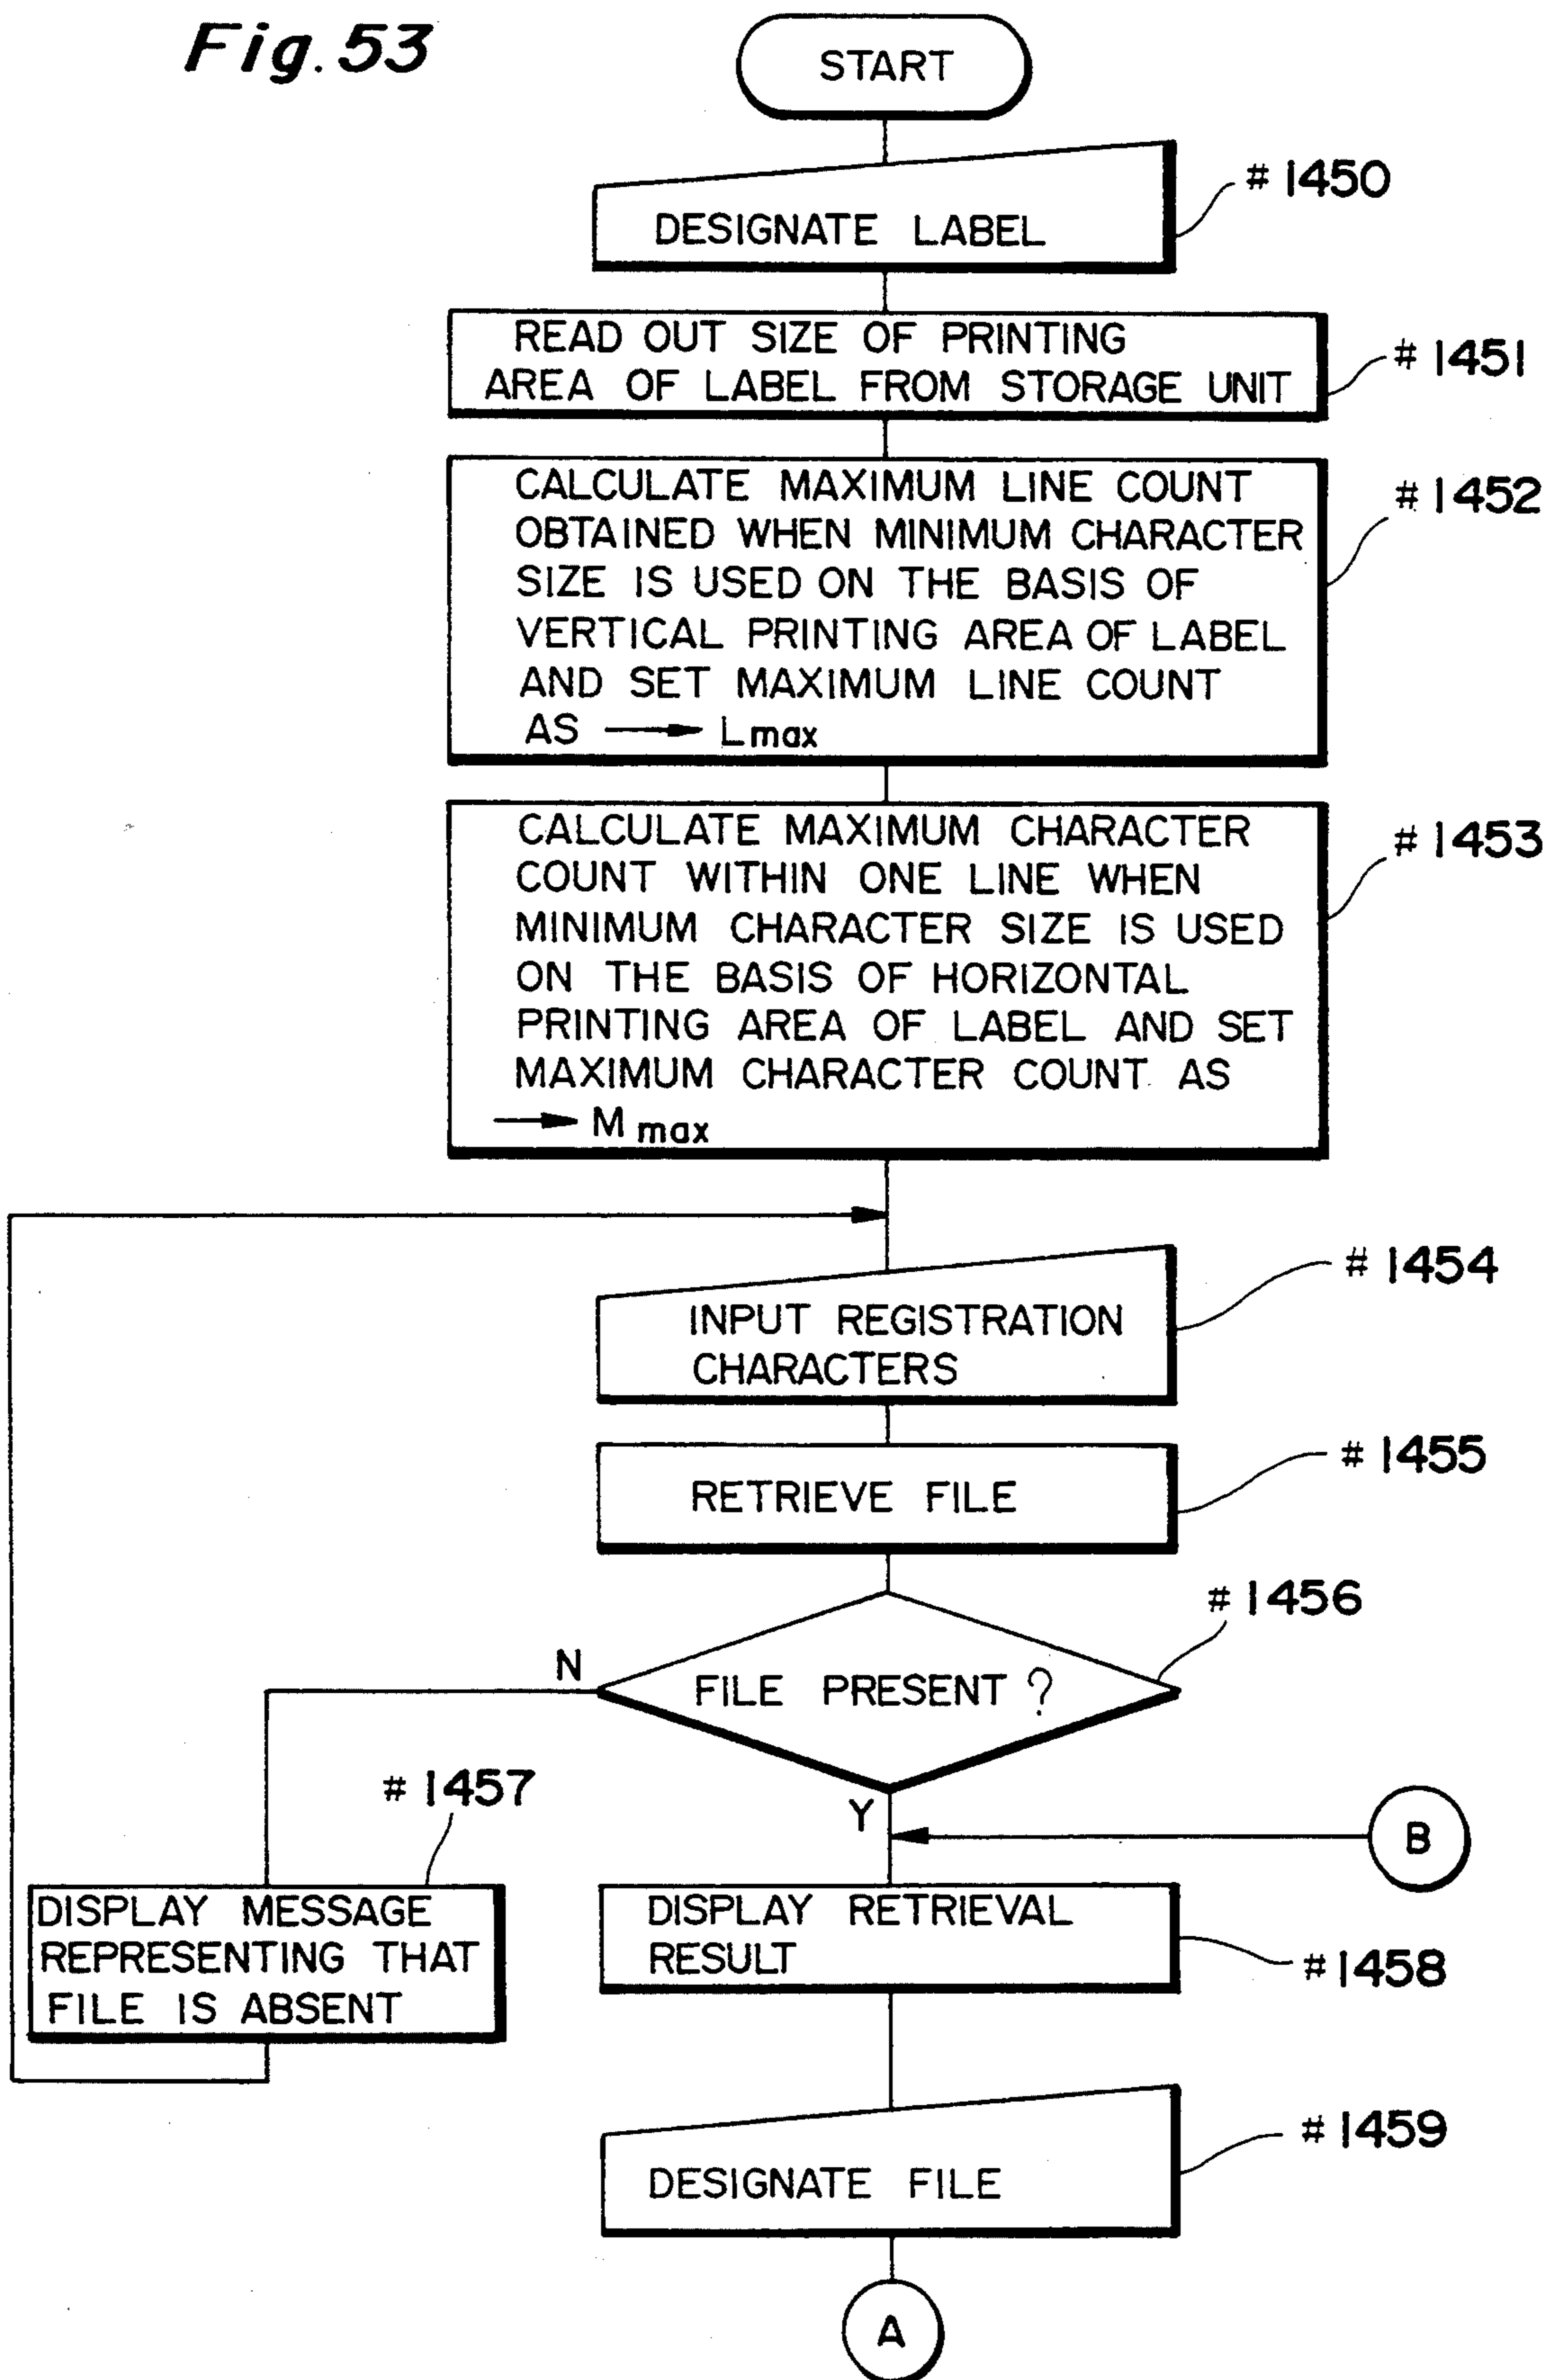 Fig. 53
START
# 1450
DESIGNATE LABEL
READ OUT SIZE OF PRINTING
AREA OF LABEL FROM STORAGE UNIT
# 1451
CALCULATE MAXIMUM LINE COUNT
OBTAINED WHEN MINIMUM CHARACTER
SIZE IS USED ON THE BASIS OF
VERTICAL PRINTING AREA OF LABEL
AND SET MAXIMUM LINE COUNT
AS → Lmax
# 1452
CALCULATE MAXIMUM CHARACTER
COUNT WITHIN ONE LINE WHEN
MINIMUM CHARACTER SIZE IS USED
ON THE BASIS OF HORIZONTAL
PRINTING AREA OF LABEL AND SET
MAXIMUM CHARACTER COUNT AS
→ Mmax
# 1453
# 1454
INPUT REGISTRATION
CHARACTERS
# 1455
RETRIEVE FILE
# 1456
N
FILE PRESENT ?
Y
# 1457
B
DISPLAY MESSAGE
REPRESENTING THAT
FILE IS ABSENT
DISPLAY RETRIEVAL
RESULT
# 1458
# 1459
DESIGNATE FILE
A